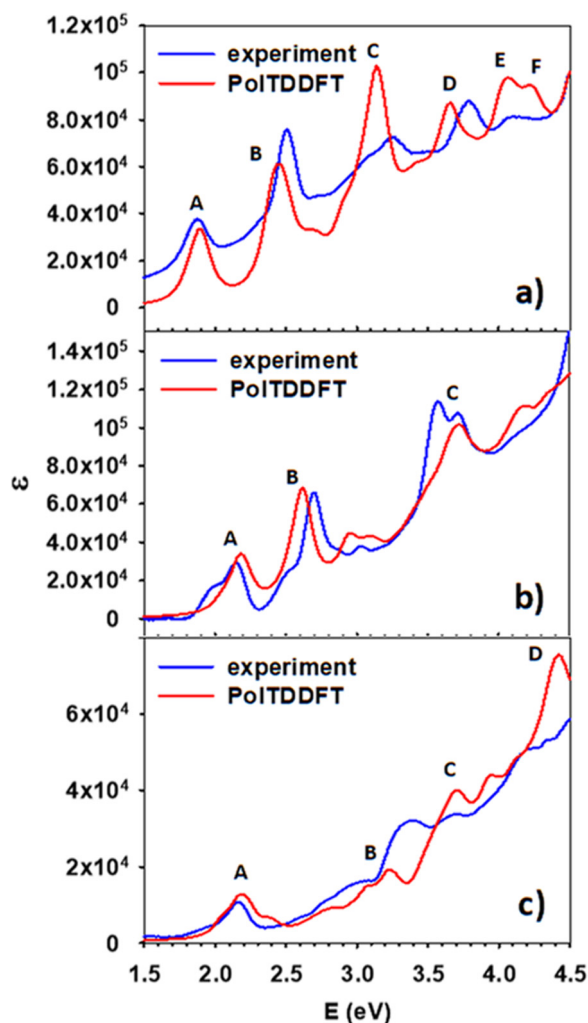 1.2x10⁵
10⁵
8.0x10⁴
6.0x10⁴
4.0x10⁴
2.0x10⁴
0
experiment
PolTDDFT
A
B
C
D
E
F
a)
1.4x10⁵
1.2x10⁵
10⁵
8.0x10⁴
6.0x10⁴
4.0x10⁴
2.0x10⁴
0
experiment
PolTDDFT
A
B
C
b)
ε
6x10⁴
4x10⁴
2x10⁴
0
experiment
PolTDDFT
A
B
C
D
c)
1.5 2.0 2.5 3.0 3.5 4.0 4.5
E (eV)